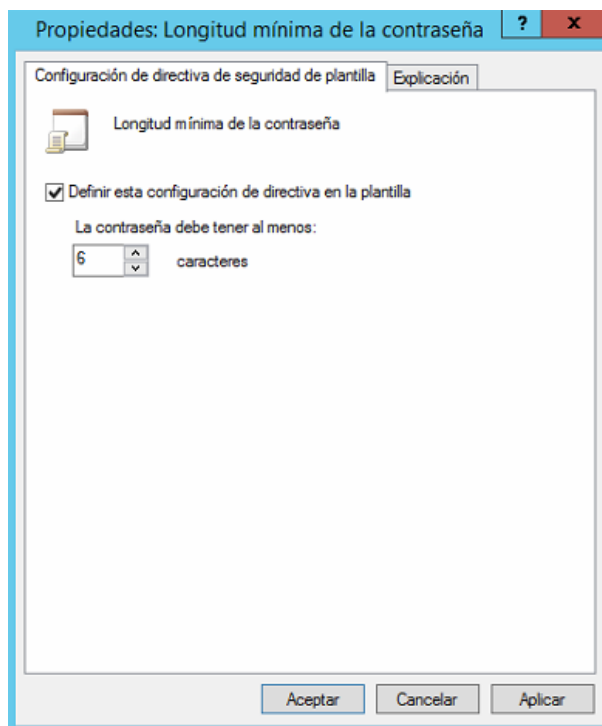 Propiedades: Longitud mínima de la contraseña ? x
Configuración de directiva de seguridad de plantilla Explicación
Longitud mínima de la contraseña
Definir esta configuración de directiva en la plantilla
La contraseña debe tener al menos:
6 caracteres
Aceptar Cancelar Aplicar